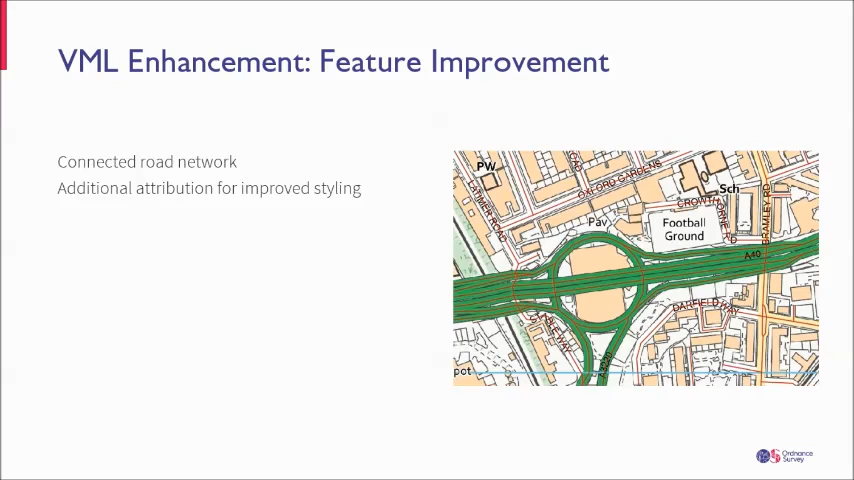 VML Enhancement: Feature Improvement
Connected road network
Additional attribution for improved styling
PW
OXFORD GARDENS
Sch
LATIMER ROAD
CROWTHORNE RD
BRAMLEY RD
Pav
Football
Ground
A40
DARFIELD WAY
A3220
pot
Ordnance
Survey